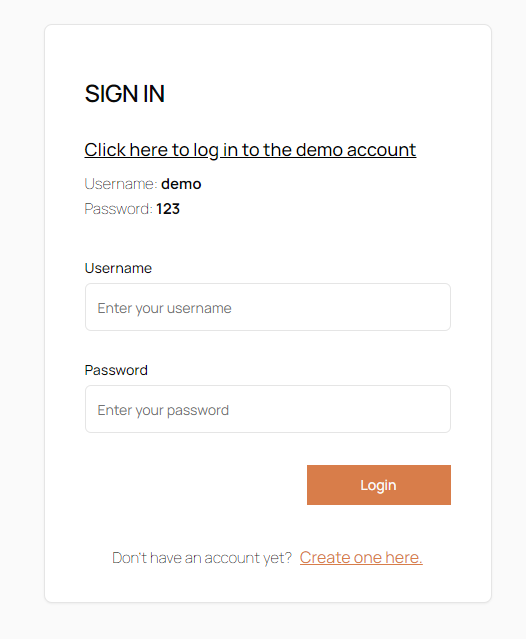 SIGN IN
Click here to log in to the demo account
Username: demo
Password: 123
Username
Enter your username
Password
Enter your password
Login
Don't have an account yet? Create one here.